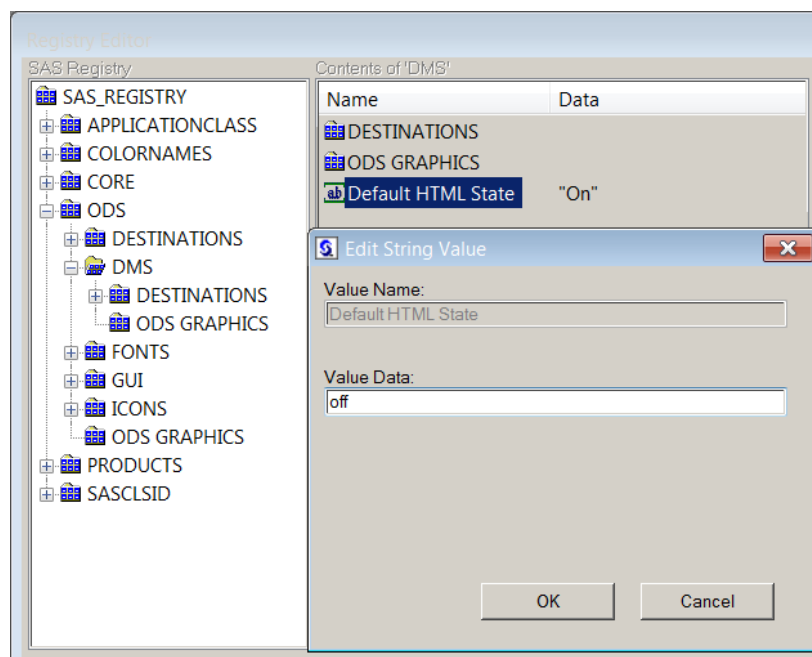 Registry Editor
SAS Registry
Contents of 'DMS'
SAS_REGISTRY
APPLICATIONCLASS
COLORNAMES
CORE
ODS
DESTINATIONS
DMS
DESTINATIONS
ODS GRAPHICS
FONTS
GUI
ICONS
ODS GRAPHICS
PRODUCTS
SASCLSID
Name Data
DESTINATIONS
ODS GRAPHICS
ab Default HTML State "On"
Edit String Value
Value Name:
Default HTML State
Value Data:
off
OK Cancel